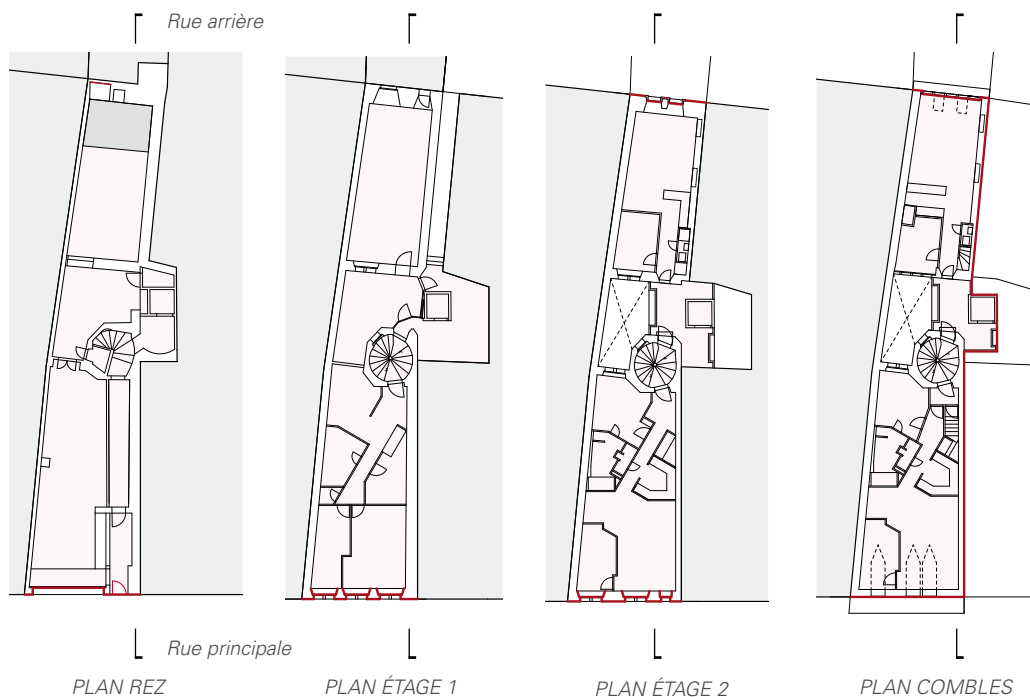 Rue arrière
Rue principale
PLAN REZ
PLAN ÉTAGE 1
PLAN ÉTAGE 2
PLAN COMBLES